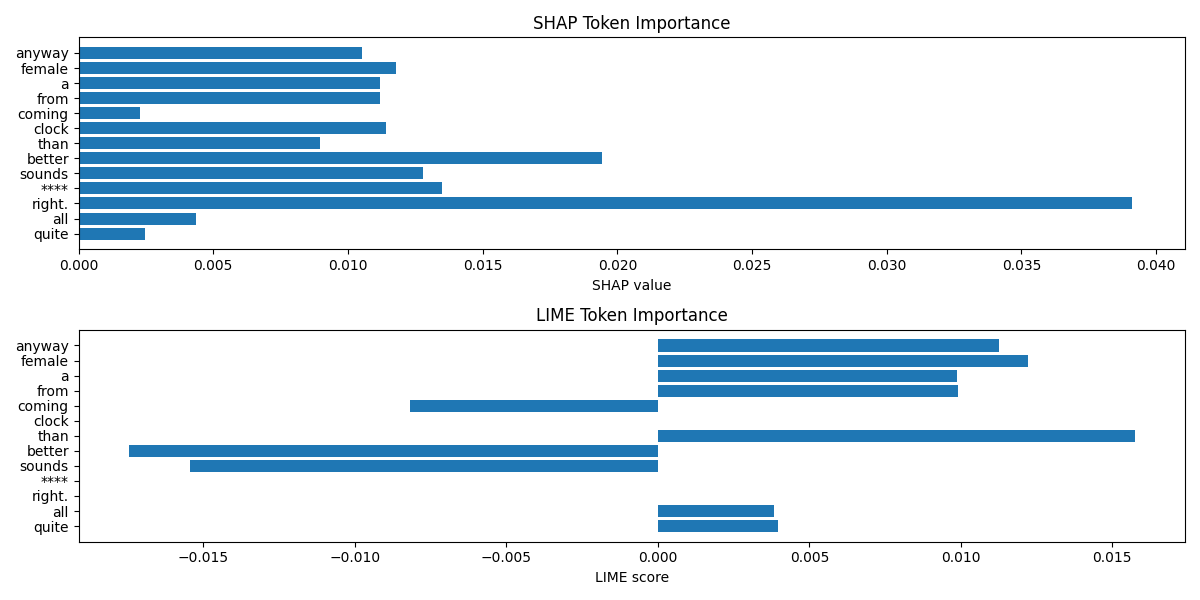 SHAP Token Importance
anyway
female
a
from
coming
clock
than
better
sounds
****
right.
all
quite
0.000 0.005 0.010 0.015 0.020 0.025 0.030 0.035 0.040
SHAP value
LIME Token Importance
anyway
female
a
from
coming
clock
than
better
sounds
****
right.
all
quite
−0.015 −0.010 −0.005 0.000 0.005 0.010 0.015
LIME score